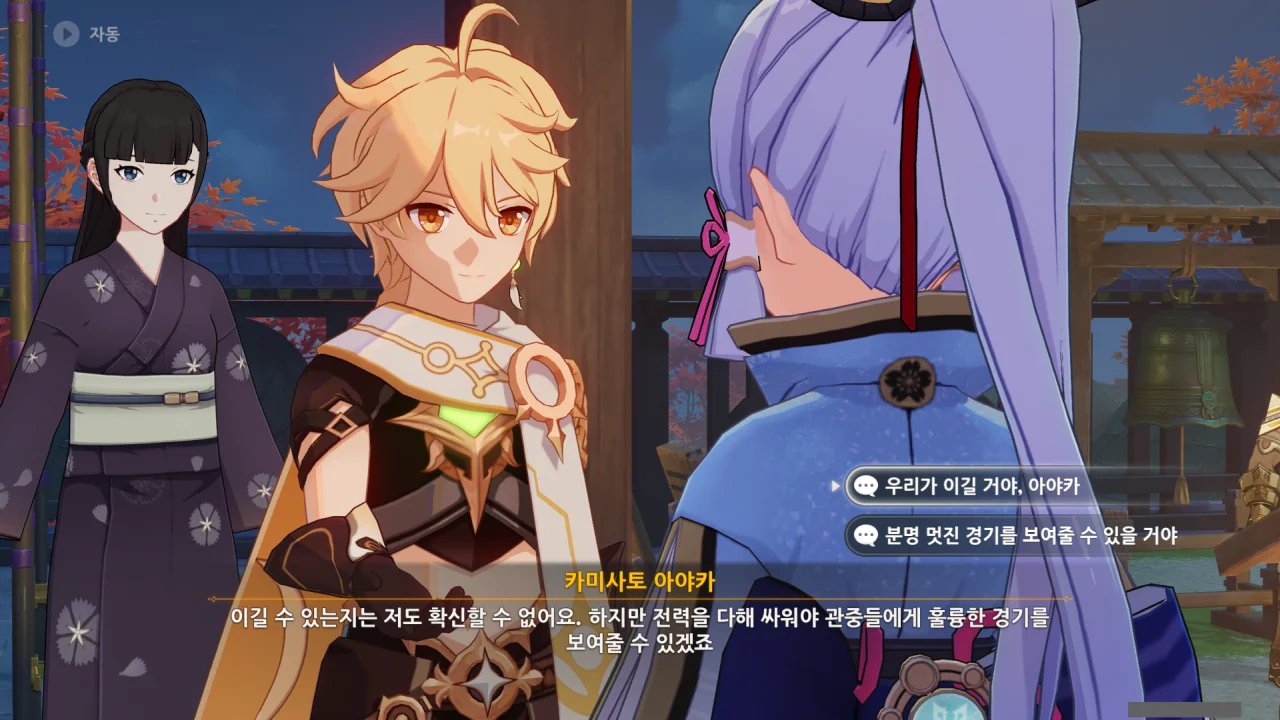 자동
우리가 이길 거야, 아야카
분명 멋진 경기를 보여줄 수 있을 거야
카미사토 아야카
이길 수 있는지는 저도 확신할 수 없어요. 하지만 전력을 다해 싸워야 관중들에게 훌륭한 경기를
보여줄 수 있겠죠